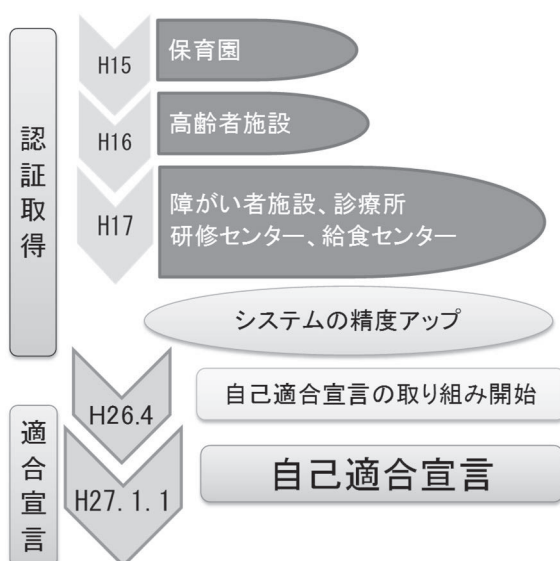 認証取得
H15
保育園
H16
高齢者施設
H17
障がい者施設、診療所
研修センター、給食センター
システムの精度アップ
適合宣言
H26.4
自己適合宣言の取り組み開始
H27.1.1
自己適合宣言